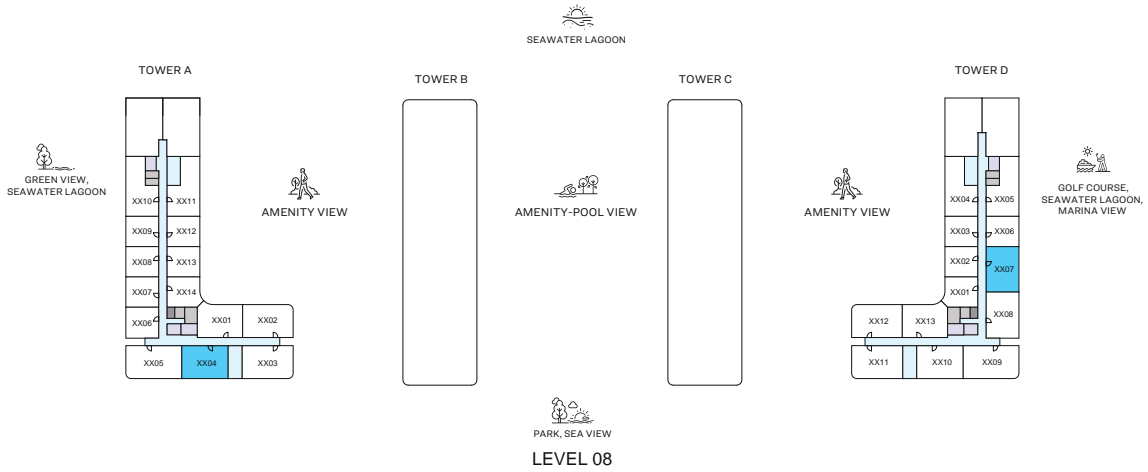 SEAWATER LAGOON
TOWER A
TOWER B
TOWER C
TOWER D
GREEN VIEW,
SEAWATER LAGOON
AMENITY VIEW
AMENITY-POOL VIEW
AMENITY VIEW
GOLF COURSE,
SEAWATER LAGOON,
MARINA VIEW
XX10 XX11
XX09 XX12
XX08 XX13
XX07 XX14
XX06 XX01 XX02
XX05 XX04 XX03
XX04 XX05
XX03 XX06
XX02 XX07
XX01
XX08
XX12 XX13
XX11 XX10 XX09
PARK, SEA VIEW
LEVEL 08